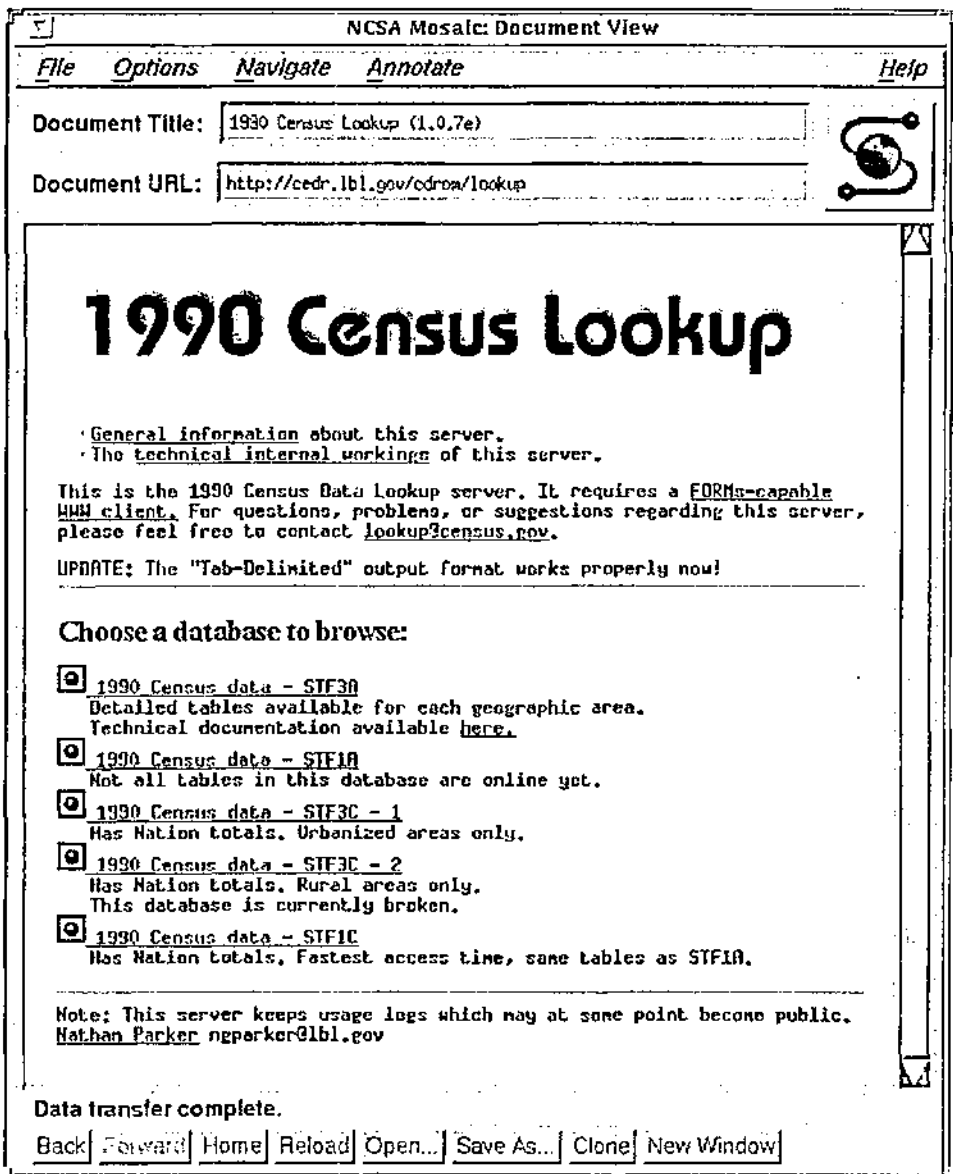 NCSA Mosaic: Document View
File Options Navigate Annotate Help
Document Title: 1990 Census Lookup (1.0.7e)
Document URL: http://cedr.lbl.gov/cdrom/lookup
1990 Census Lookup
General information about this server.
The technical internal workings of this server.
This is the 1990 Census Data Lookup server. It requires a FORMs-capable
WWW client. For questions, problems, or suggestions regarding this server,
please feel free to contact lookup@census.gov.
UPDATE: The "Tab-Delimited" output format works properly now!
Choose a database to browse:
1990 Census data - STF3A
Detailed tables available for each geographic area.
Technical documentation available here.
1990 Census data - STF1A
Not all tables in this database are online yet.
1990 Census data - STF3C - 1
Has Nation totals. Urbanized areas only.
1990 Census data - STF3C - 2
Has Nation totals. Rural areas only.
This database is currently broken.
1990 Census data - STF1C
Has Nation totals. Fastest access time, same tables as STF1A.
Note: This server keeps usage logs which may at some point become public.
Nathan Parker ngparker@lbl.gov
Data transfer complete.
Back Forward Home Reload Open... Save As... Clone New Window